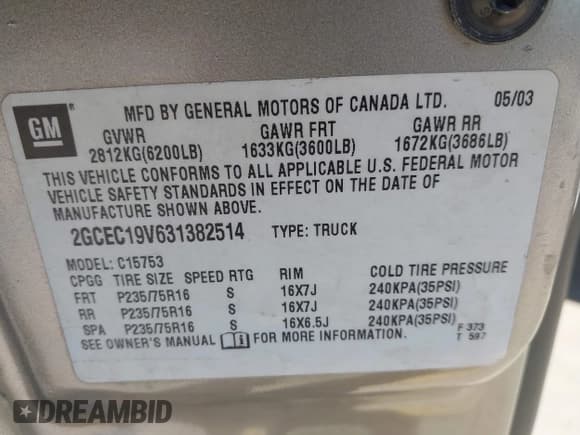 GM
MFD BY GENERAL MOTORS OF CANADA LTD. 05/03
GVWR GAWR FRT GAWR RR
2812KG(6200LB) 1633KG(3600LB) 1672KG(3686LB)
THIS VEHICLE CONFORMS TO ALL APPLICABLE U.S. FEDERAL MOTOR
VEHICLE SAFETY STANDARDS IN EFFECT ON THE DATE OF
MANUFACTURE SHOWN ABOVE.
2GCEC19V631382514 TYPE: TRUCK
MODEL: C15753
CPGG TIRE SIZE SPEED RTG RIM COLD TIRE PRESSURE
FRT P235/75R16 S 16X7J 240KPA(35PSI)
RR P235/75R16 S 16X7J 240KPA(35PSI)
SPA P235/75R16 S 16X6.5J 240KPA(35PSI)
SEE OWNER'S MANUAL FOR MORE INFORMATION.
F 373
T 597
DREAMBID